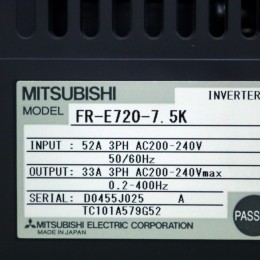 MITSUBISHI INVERTER
MODEL FR-E720-7.5K
INPUT : 52A 3PH AC200-240V
50/60Hz
OUTPUT: 33A 3PH AC200-240Vmax
0.2-400Hz
SERIAL: D0455J025 A
TC101A579G52
MITSUBISHI ELECTRIC CORPORATION
MADE IN JAPAN
PASS